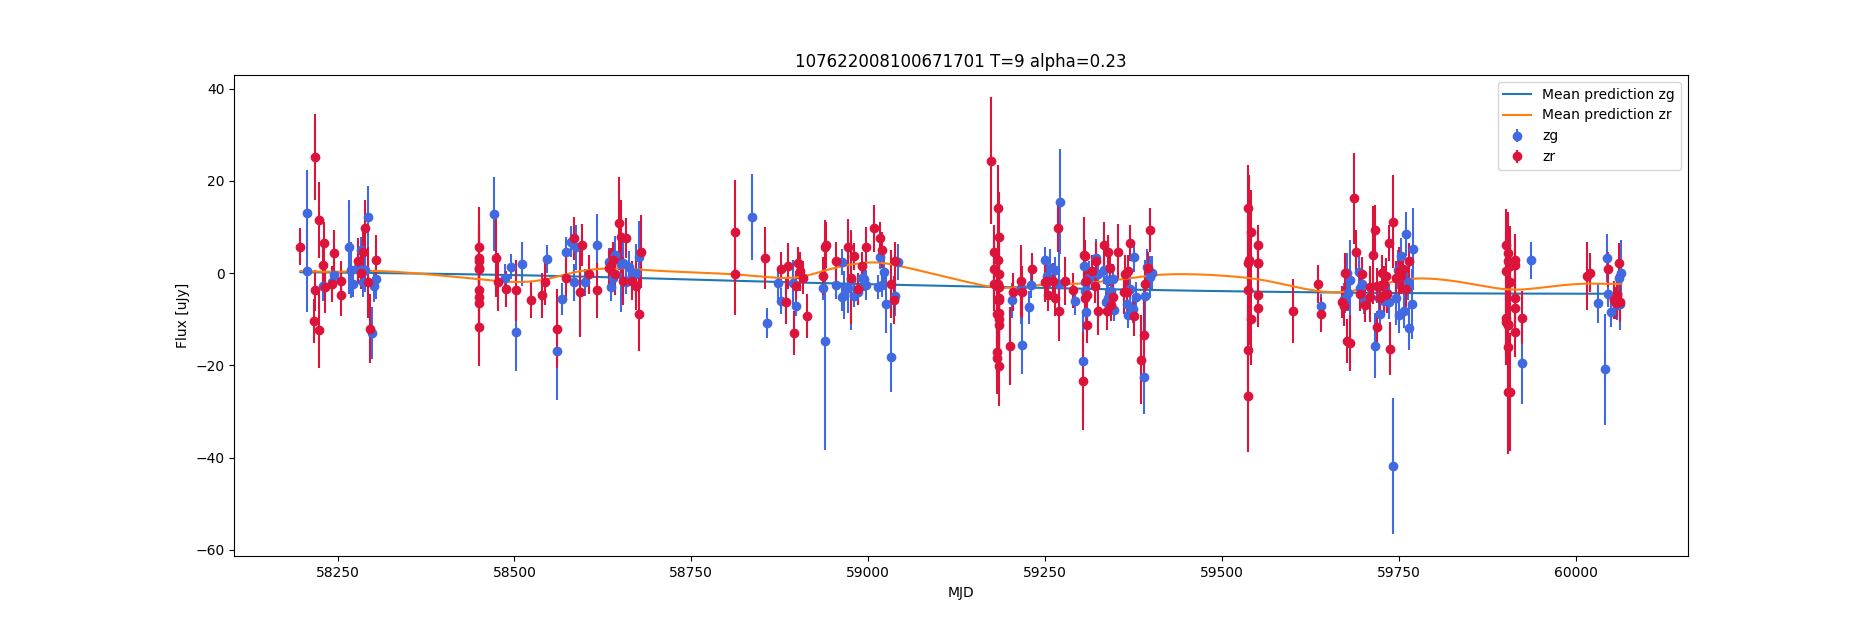 107622008100671701 T=9 alpha=0.23
40
20
0
−20
−40
−60
Flux [uJy]
58250
58500
58750
59000
59250
59500
59750
60000
MJD
Mean prediction zg
Mean prediction zr
zg
zr